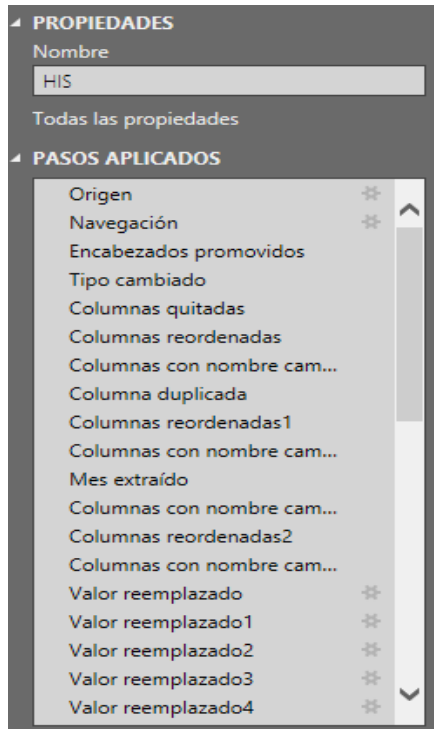 PROPIEDADES
Nombre
HIS
Todas las propiedades
PASOS APLICADOS
Origen
Navegación
Encabezados promovidos
Tipo cambiado
Columnas quitadas
Columnas reordenadas
Columnas con nombre cam...
Columna duplicada
Columnas reordenadas1
Columnas con nombre cam...
Mes extraído
Columnas con nombre cam...
Columnas reordenadas2
Columnas con nombre cam...
Valor reemplazado
Valor reemplazado1
Valor reemplazado2
Valor reemplazado3
Valor reemplazado4